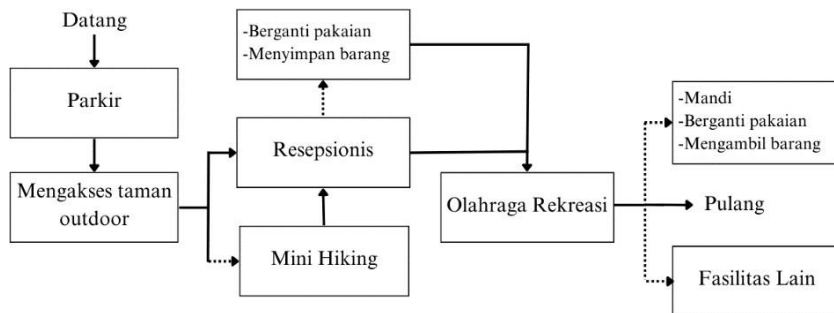 Datang
Parkir
Mengakses taman
outdoor
-Berganti pakaian
-Menyimpan barang
Resepsionis
Mini Hiking
Olahraga Rekreasi
-Mandi
-Berganti pakaian
-Mengambil barang
Pulang
Fasilitas Lain